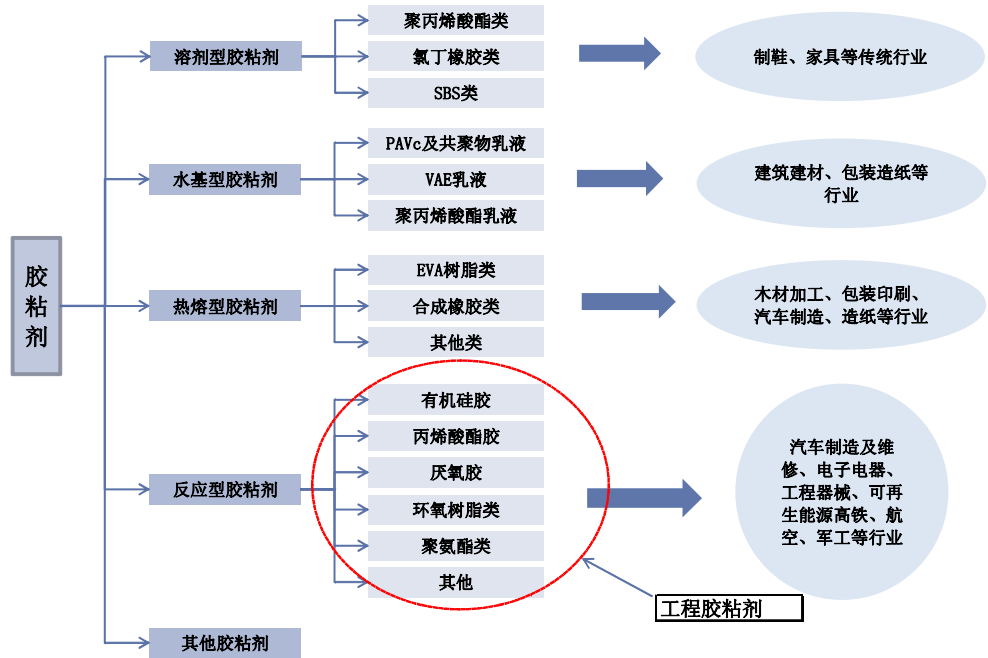 胶
粘
剂
溶剂型胶粘剂
聚丙烯酸酯类
氯丁橡胶类
SBS类
制鞋、家具等传统行业
水基型胶粘剂
PAVc及共聚物乳液
VAE乳液
聚丙烯酸酯乳液
建筑建材、包装造纸等
行业
热熔型胶粘剂
EVA树脂类
合成橡胶类
其他类
木材加工、包装印刷、
汽车制造、造纸等行业
反应型胶粘剂
有机硅胶
丙烯酸酯胶
厌氧胶
环氧树脂类
聚氨酯类
其他
汽车制造及维
修、电子电器、
工程器械、可再
生能源高铁、航
空、军工等行业
工程胶粘剂
其他胶粘剂